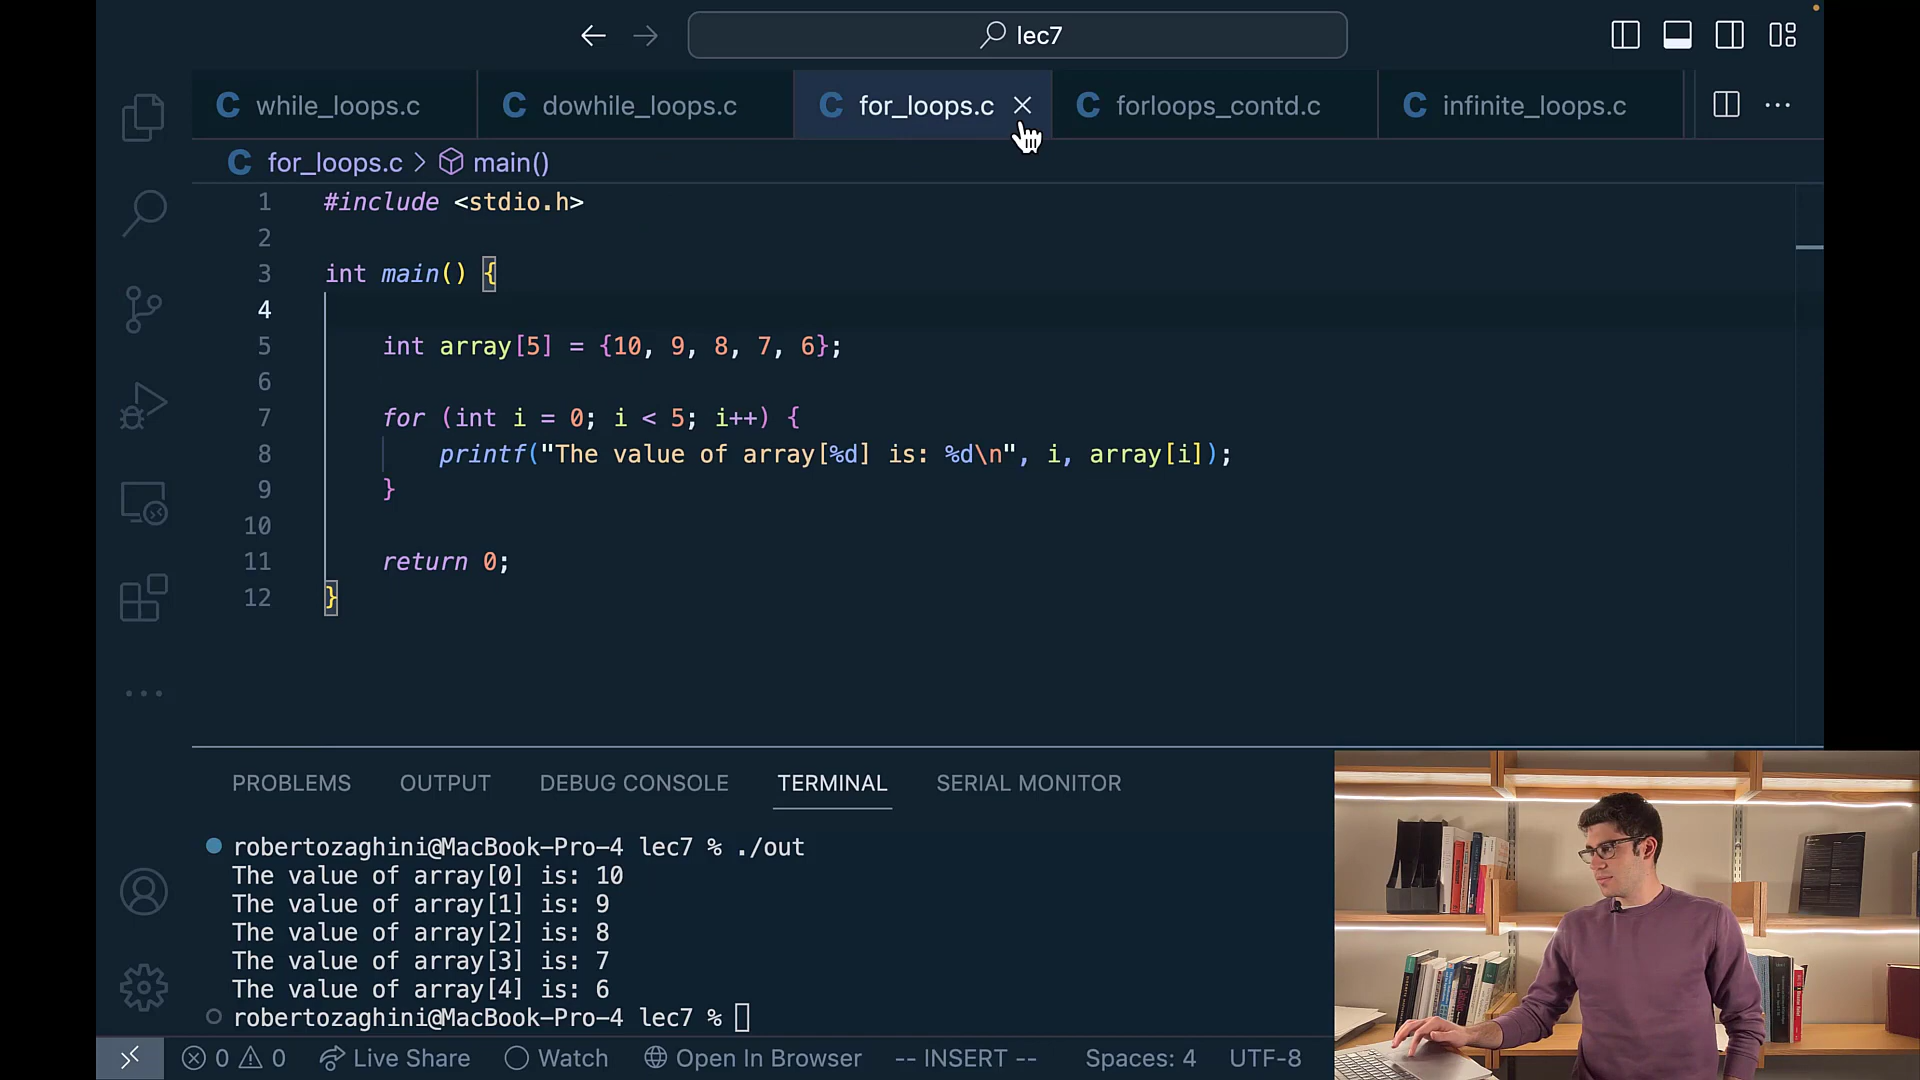 lec7
while_loops.c
dowhile_loops.c
for_loops.c
forloops_contd.c
infinite_loops.c
for_loops.c > main()
1 #include <stdio.h>
2
3 int main() {
4
5 int array[5] = {10, 9, 8, 7, 6};
6
7 for (int i = 0; i < 5; i++) {
8 printf("The value of array[%d] is: %d\n", i, array[i]);
9 }
10
11 return 0;
12 }
PROBLEMS OUTPUT DEBUG CONSOLE TERMINAL SERIAL MONITOR
robertozaghini@MacBook-Pro-4 lec7 % ./out
The value of array[0] is: 10
The value of array[1] is: 9
The value of array[2] is: 8
The value of array[3] is: 7
The value of array[4] is: 6
robertozaghini@MacBook-Pro-4 lec7 %
0 0 Live Share Watch Open In Browser -- INSERT -- Spaces: 4 UTF-8